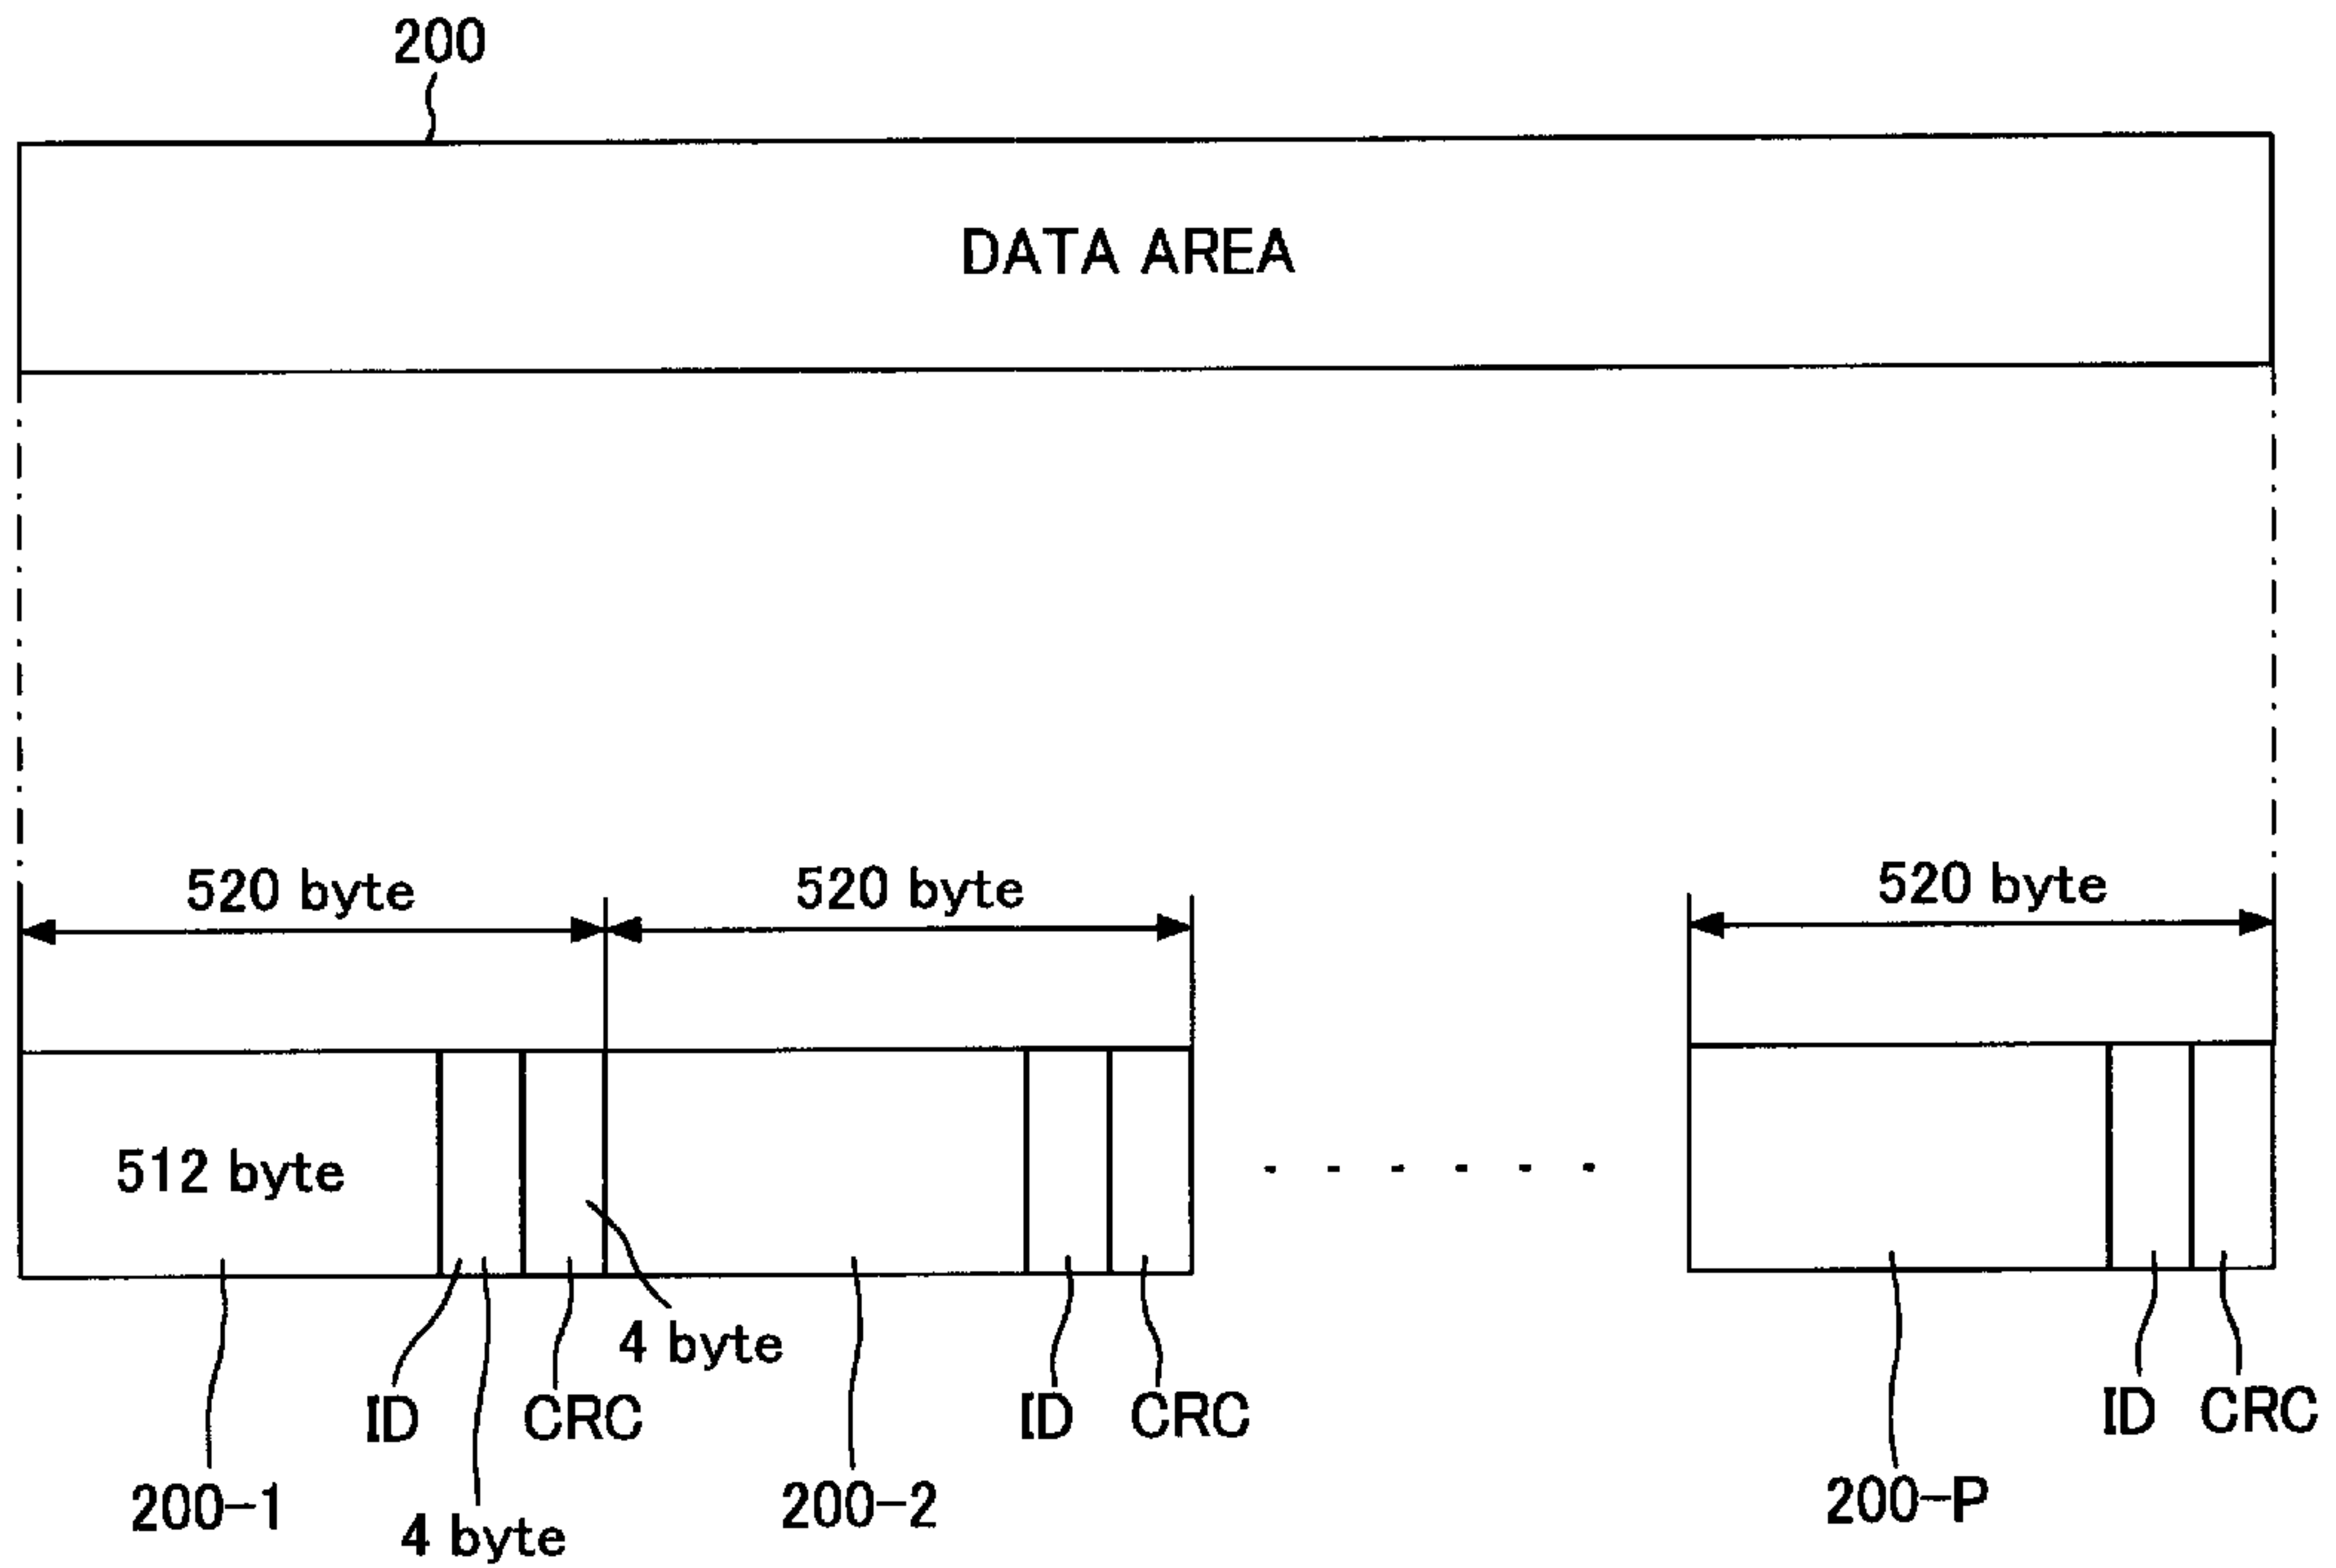 200
DATA AREA
520 byte
520 byte
520 byte
512 byte
4 byte
ID
CRC
ID
CRC
ID
CRC
200-1
4 byte
200-2
200-P